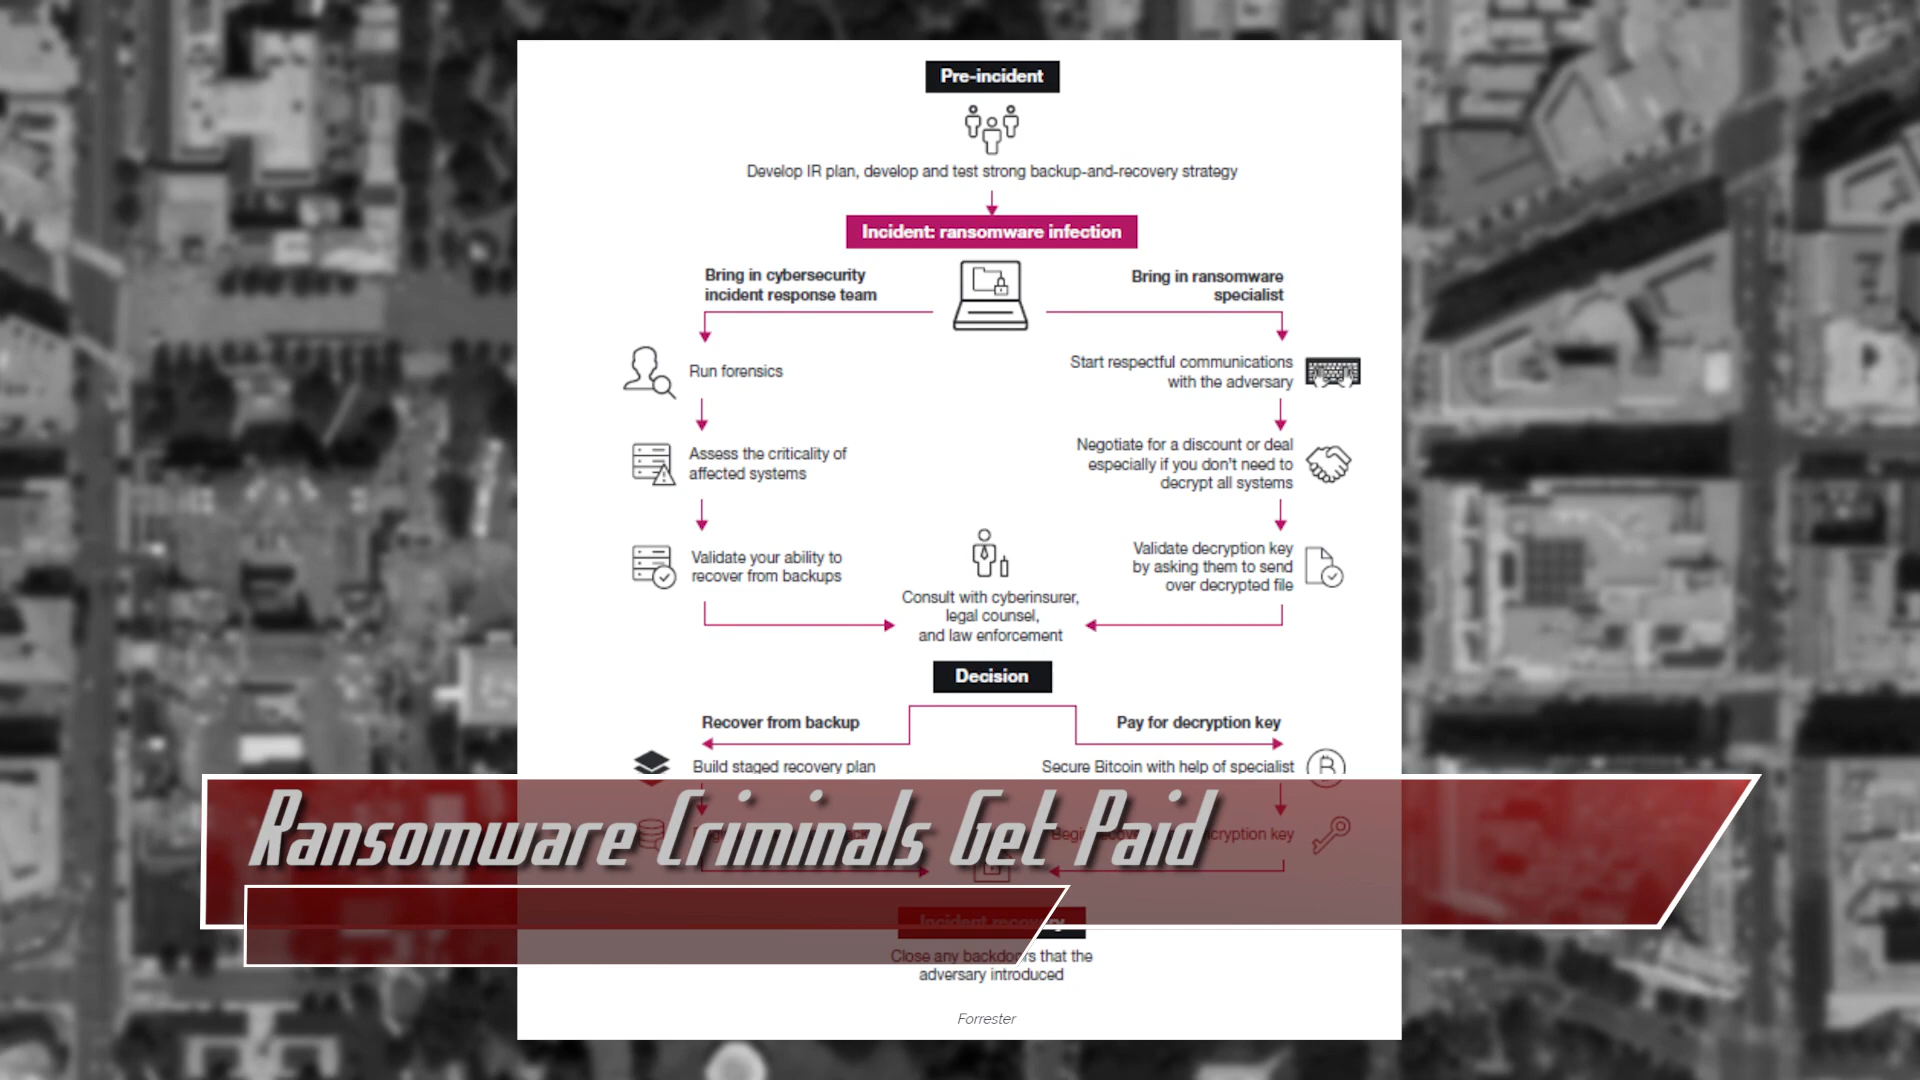 Pre-incident
Develop IR plan, develop and test strong backup-and-recovery strategy
Incident: ransomware infection
Bring in cybersecurity
incident response team
Bring in ransomware
specialist
Run forensics
Start respectful communications
with the adversary
Assess the criticality of
affected systems
Negotiate for a discount or deal
especially if you don't need to
decrypt all systems
Validate your ability to
recover from backups
Validate decryption key
by asking them to send
over decrypted file
Consult with cyberinsurer,
legal counsel,
and law enforcement
Decision
Recover from backup
Pay for decryption key
Build staged recovery plan
Secure Bitcoin with help of specialist
Ransomware Criminals Get Paid
key
Incident recovery
Close any backdoors that the
adversary introduced
Forrester